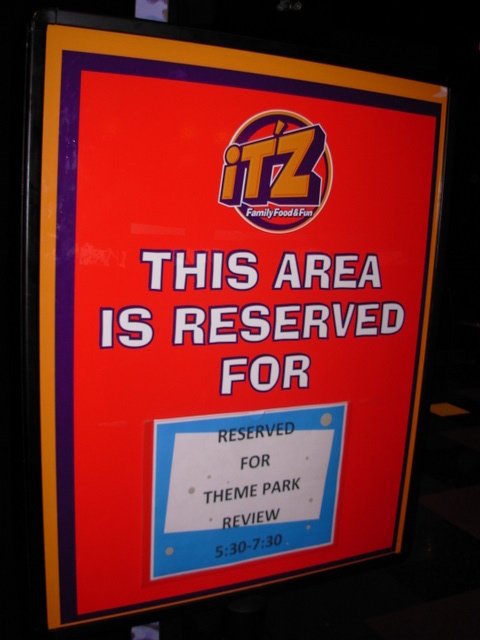 iT'Z
Family Food & Fun
THIS AREA
IS RESERVED
FOR
RESERVED
FOR
THEME PARK
REVIEW
5:30-7:30